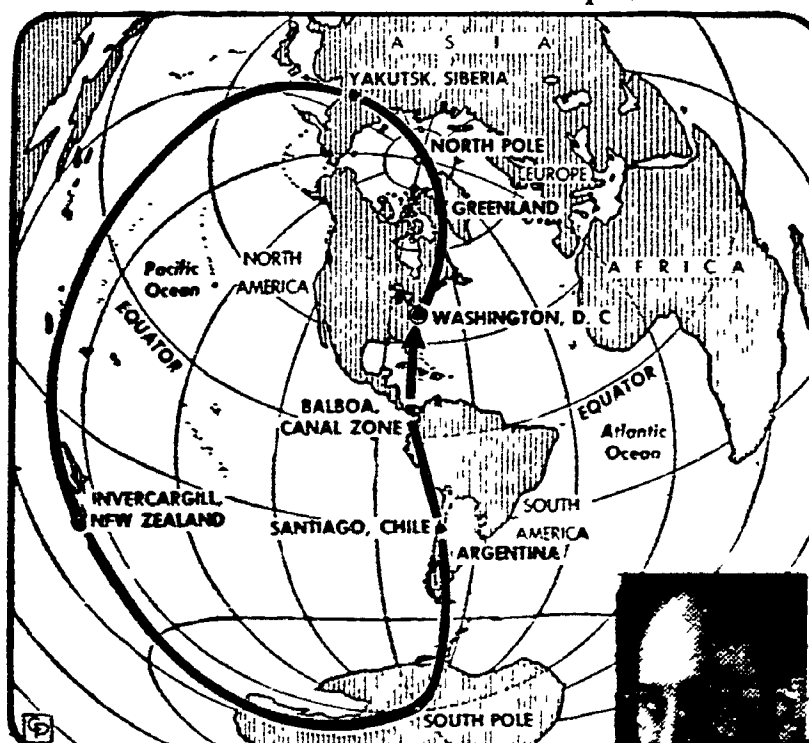 A S I A
YAKUTSK, SIBERIA
NORTH POLE
EUROPE
GREENLAND
Pacific
Ocean
NORTH
AMERICA
A F R I C A
EQUATOR
WASHINGTON, D. C
BALBOA,
CANAL ZONE
EQUATOR
Atlantic
Ocean
INVERCARGILL,
NEW ZEALAND
SANTIAGO, CHILE
SOUTH
AMERICA
ARGENTINA
SOUTH POLE